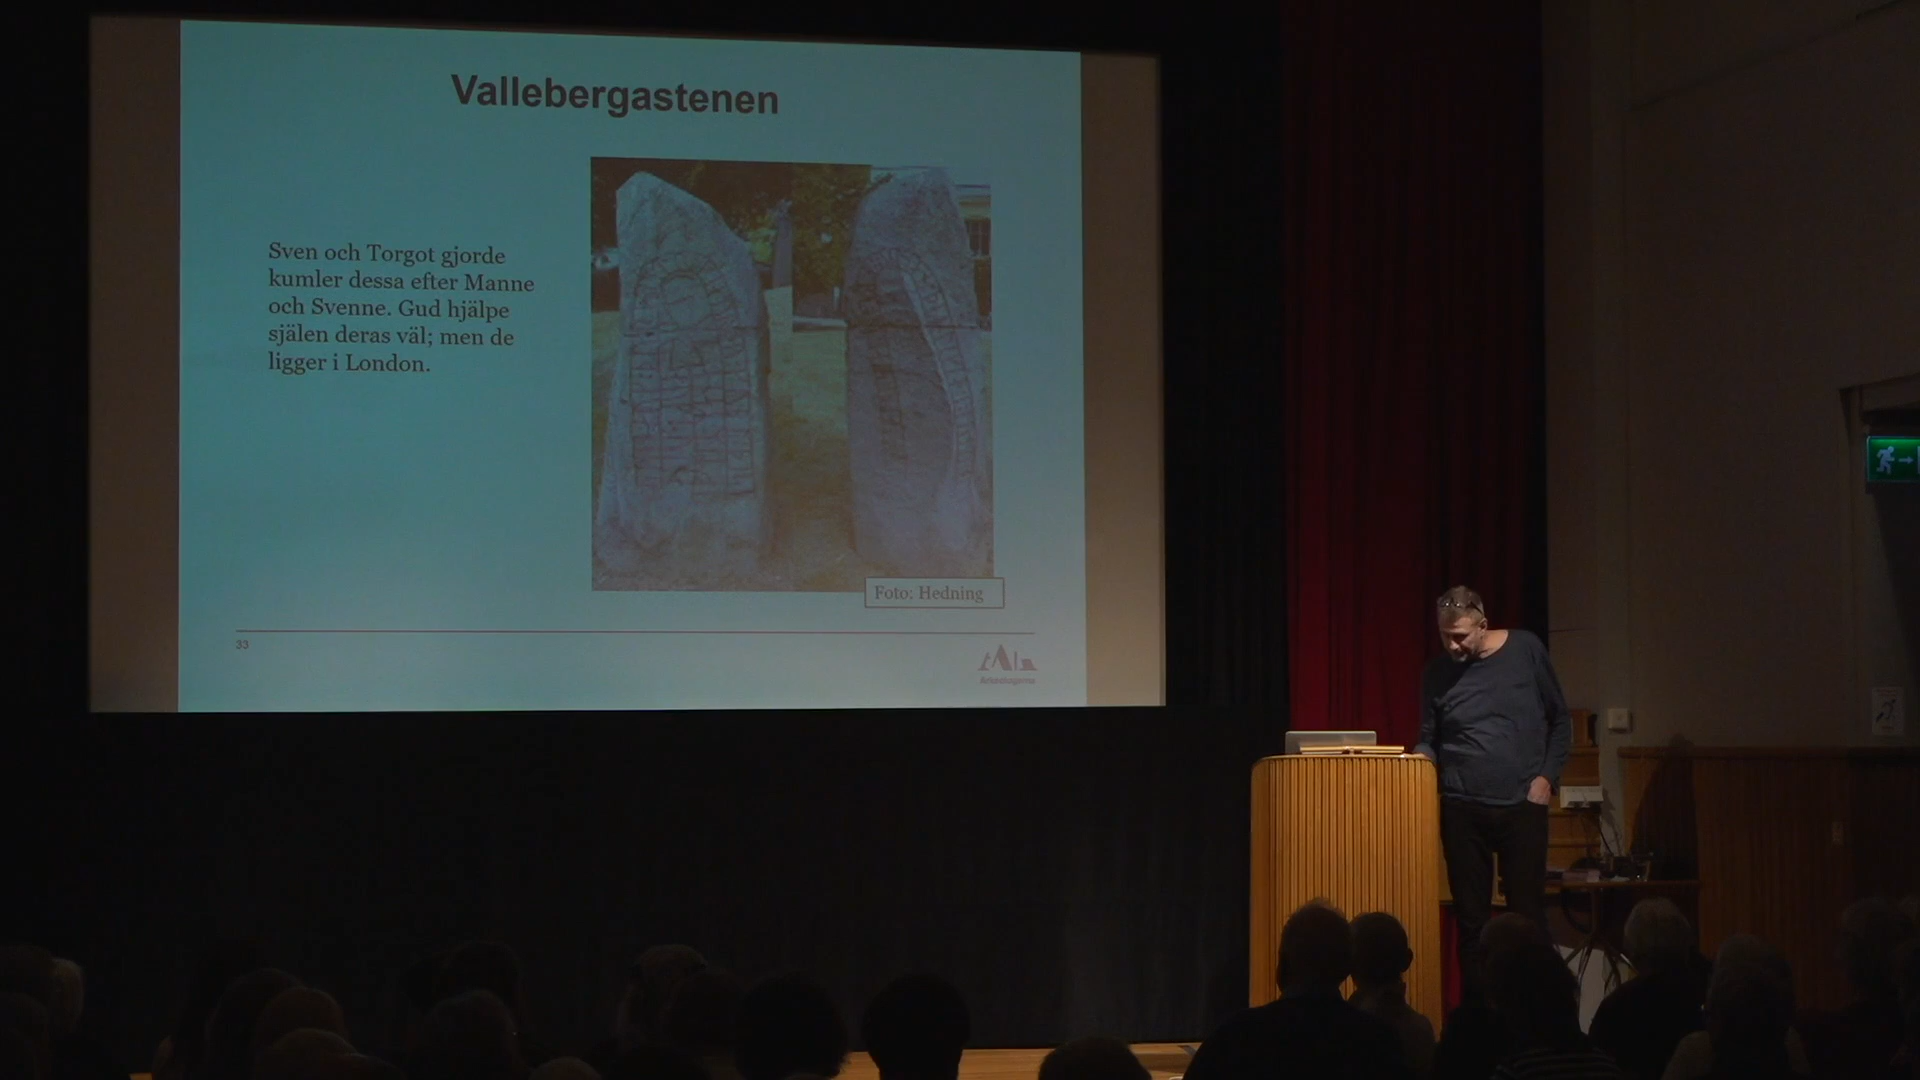 Vallebergastenen
Sven och Torgot gjorde
kumler dessa efter Manne
och Svenne. Gud hjälpe
själen deras väl; men de
ligger i London.
Foto: Hedning
33
Arkeologerna